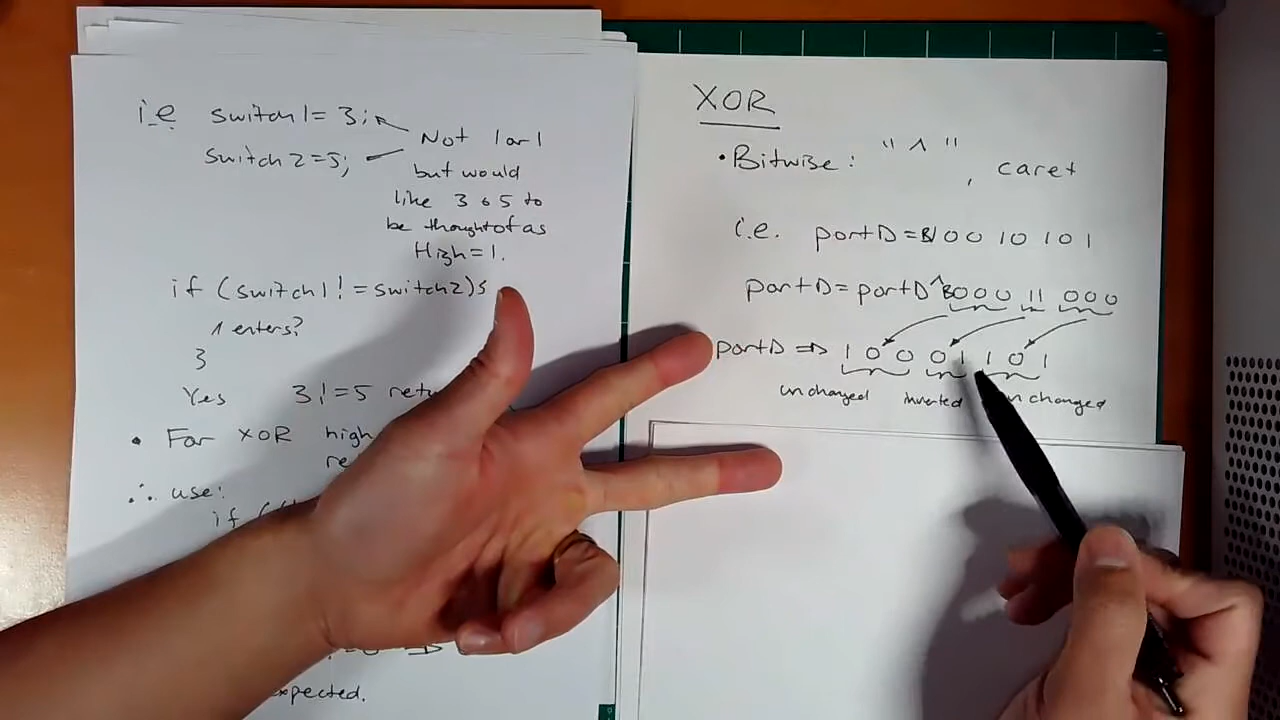 i.e switch1 = 3;
switch2 = 5;
Not 1 or 1
but would
like 3 & 5 to
be thought of as
High = 1.
if (switch1 != switch2){
1 enters?
}
Yes 3 != 5
• For XOR high
∴ use:
if (
expected.
XOR
• Bitwise: "^", caret
i.e. portD = B10010101
portD = portD^B00011000
portD => 10001101
unchanged inverted unchanged